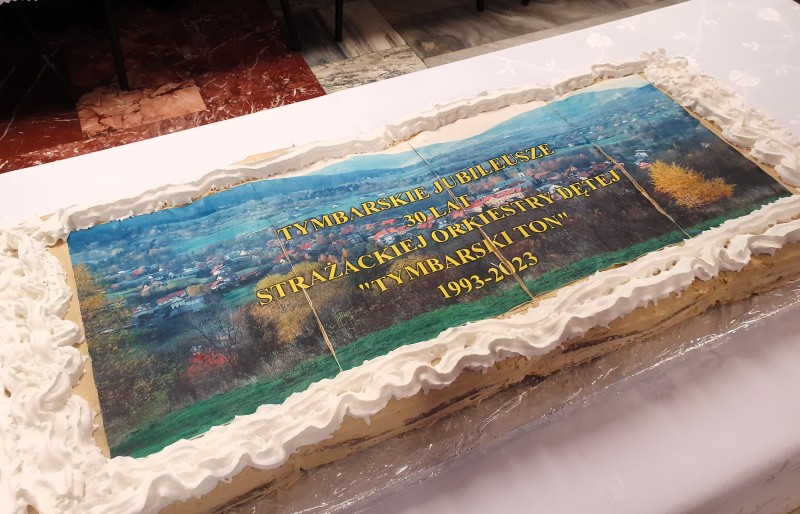 TYMBARSKIE JUBILEUSZE
30 LAT
STRAŻACKIEJ ORKIESTRY DĘTEJ
"TYMBARSKI TON"
1993-2023